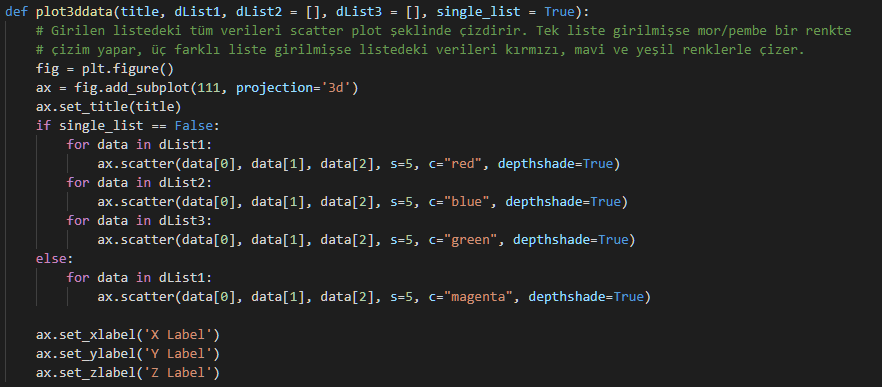 def plot3ddata(title, dList1, dList2 = [], dList3 = [], single_list = True):
    # Girilen listedeki tüm verileri scatter plot şeklinde çizdirir. Tek liste girilmişse mor/pembe bir renkte
    # çizim yapar, üç farklı liste girilmişse listedeki verileri kırmızı, mavi ve yeşil renklerle çizer.
    fig = plt.figure()
    ax = fig.add_subplot(111, projection='3d')
    ax.set_title(title)
    if single_list == False:
        for data in dList1:
            ax.scatter(data[0], data[1], data[2], s=5, c="red", depthshade=True)
        for data in dList2:
            ax.scatter(data[0], data[1], data[2], s=5, c="blue", depthshade=True)
        for data in dList3:
            ax.scatter(data[0], data[1], data[2], s=5, c="green", depthshade=True)
    else:
        for data in dList1:
            ax.scatter(data[0], data[1], data[2], s=5, c="magenta", depthshade=True)
    ax.set_xlabel('X Label')
    ax.set_ylabel('Y Label')
    ax.set_zlabel('Z Label')